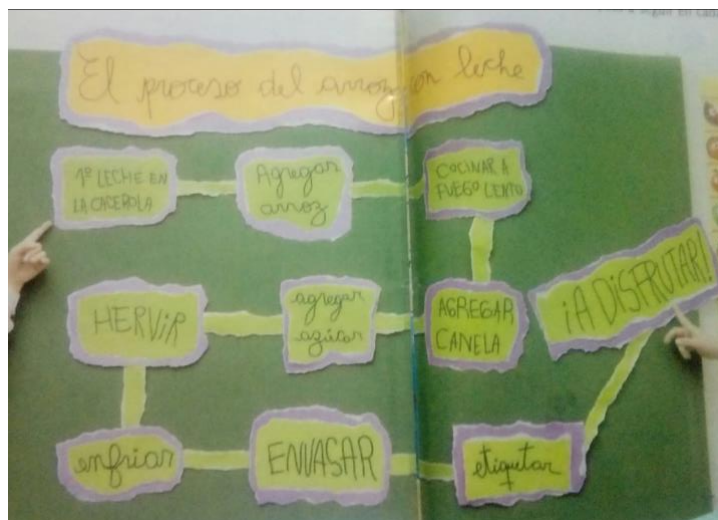 El proceso del arroz con leche
1º LECHE EN
LA CACEROLA
Agregar
arroz
COCINAR A
FUEGO LENTO
AGREGAR
CANELA
agregar
azúcar
HERVIR
enfriar
ENVASAR
etiquetar
¡A DISFRUTAR!